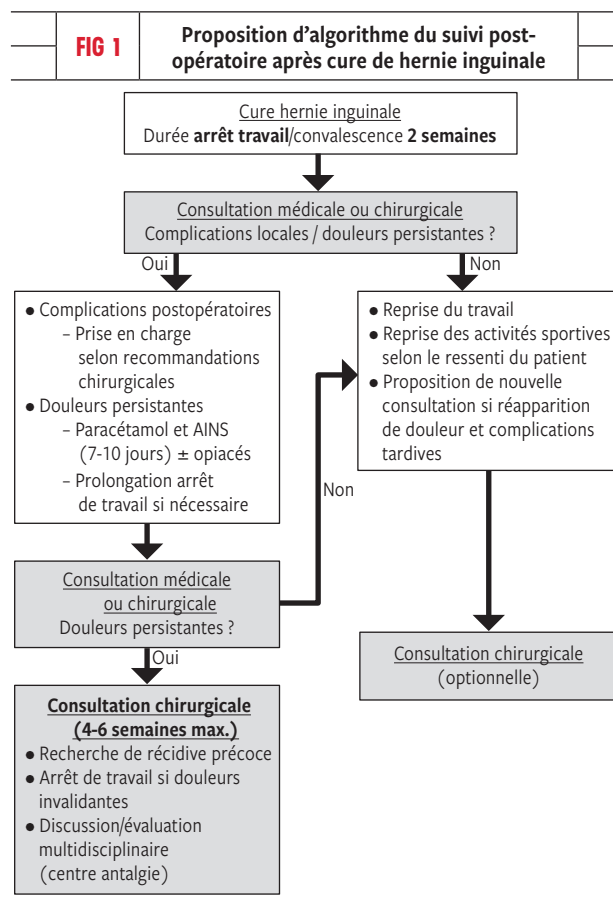 FIG 1
Proposition d’algorithme du suivi post-
opératoire après cure de hernie inguinale
Cure hernie inguinale
Durée arrêt travail/convalescence 2 semaines
Consultation médicale ou chirurgicale
Complications locales / douleurs persistantes ?
Oui
Non
● Complications postopératoires
– Prise en charge
selon recommandations
chirurgicales
● Douleurs persistantes
– Paracétamol et AINS
(7-10 jours) ± opiacés
– Prolongation arrêt
de travail si nécessaire
● Reprise du travail
● Reprise des activités sportives
selon le ressenti du patient
● Proposition de nouvelle
consultation si réapparition
de douleur et complications
tardives
Non
Consultation médicale
ou chirurgicale
Douleurs persistantes ?
Oui
Consultation chirurgicale
(optionnelle)
Consultation chirurgicale
(4-6 semaines max.)
● Recherche de récidive précoce
● Arrêt de travail si douleurs
invalidantes
● Discussion/évaluation
multidisciplinaire
(centre antalgie)